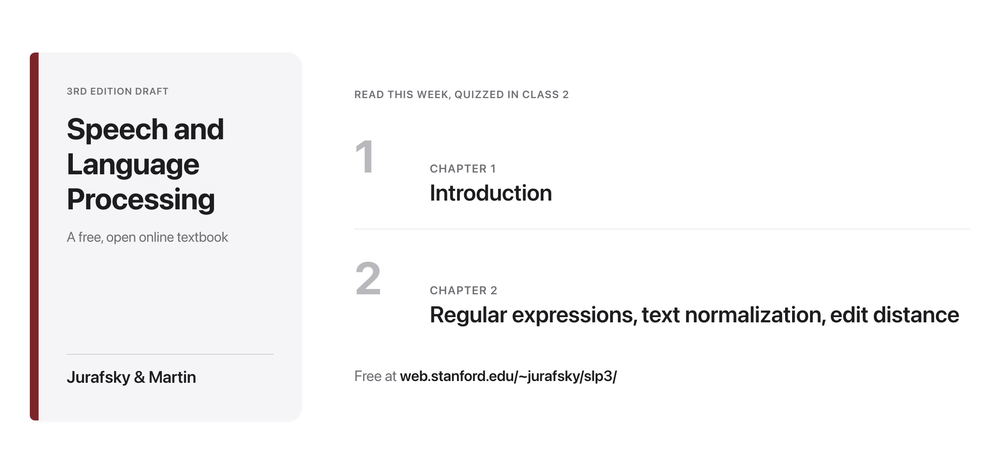 3RD EDITION DRAFT
Speech and
Language
Processing
A free, open online textbook
Jurafsky & Martin
READ THIS WEEK, QUIZZED IN CLASS 2
1
CHAPTER 1
Introduction
2
CHAPTER 2
Regular expressions, text normalization, edit distance
Free at web.stanford.edu/~jurafsky/slp3/